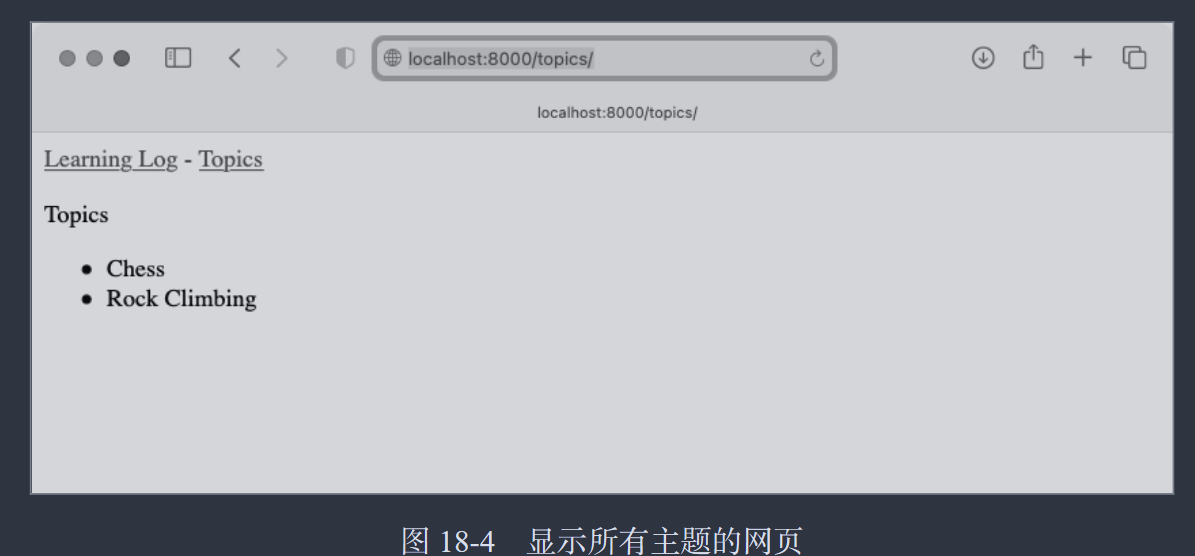 localhost:8000/topics/
localhost:8000/topics/
Learning Log - Topics
Topics
• Chess
• Rock Climbing
图 18-4　显示所有主题的网页